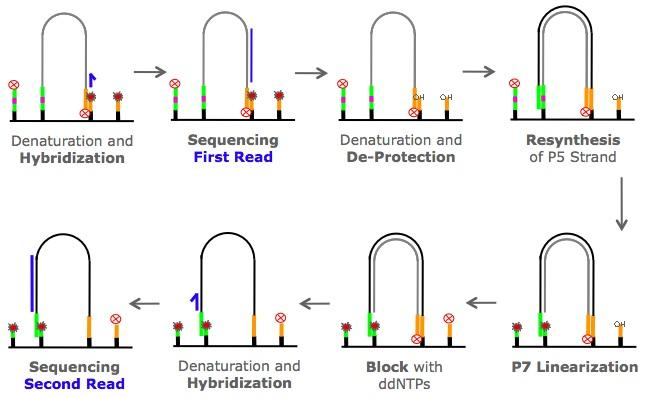 Denaturation and
Hybridization
Sequencing
First Read
OH
OH
Denaturation and
De-Protection
OH
Resynthesis
of P5 Strand
Sequencing
Second Read
Denaturation and
Hybridization
Block with
ddNTPs
OH
P7 Linearization